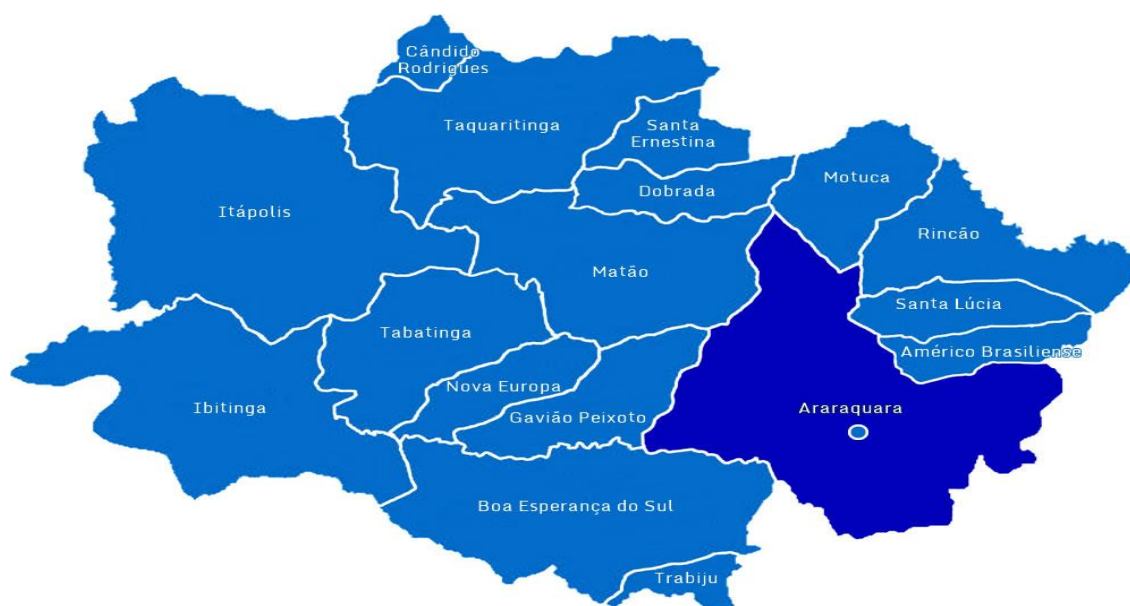 Cândido
Rodrigues
Taquaritinga
Santa
Ernestina
Motuca
Dobrada
Itápolis
Rincão
Matão
Santa Lúcia
Tabatinga
Américo Brasiliense
Nova Europa
Ibitinga
Araraquara
Gavião Peixoto
Boa Esperança do Sul
Trabiju